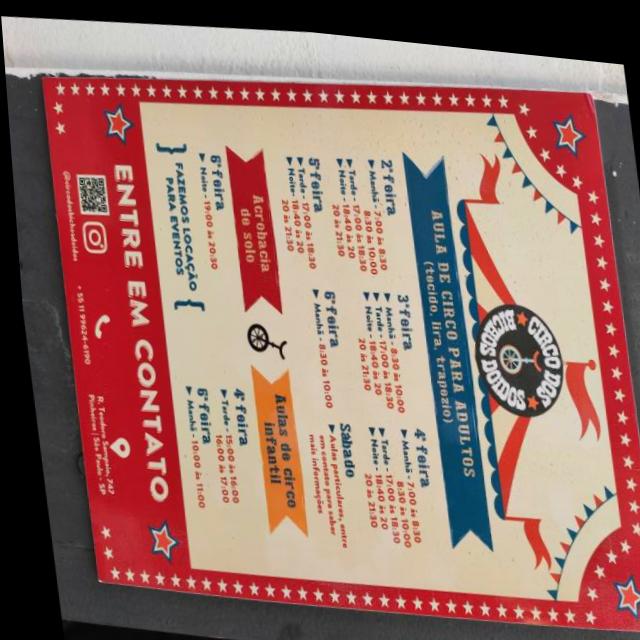 CIRCO DOS
BICHOS
DOIDOS
AULA DE CIRCO PARA ADULTOS
(tecido, lira, trapezio)
2ª feira
▶ Manhã - 7:00 às 8:30
8:30 às 10:00
▶ Tarde - 17:00 às 18:30
▶ Noite - 18:40 às 20
20 às 21:30
3ª feira
▶ Manhã - 8:30 às 10:00
▶ Tarde - 17:00 às 18:30
▶ Noite - 18:40 às 20
20 às 21:30
4ª feira
▶ Manhã - 7:00 às 8:30
8:30 às 10:00
▶ Tarde - 17:00 às 18:30
▶ Noite - 18:40 às 20
20 às 21:30
5ª feira
▶ Tarde - 17:00 às 18:30
▶ Noite - 18:40 às 20
20 às 21:30
6ª feira
▶ Manhã - 8:30 às 10:00
Sábado
▶ Aulas particulares, entre
em contato para saber
mais informações
Acrobacia
de solo
6ª feira
▶ Noite - 19:00 às 20:30
Aulas de circo
infantil
4ª feira
▶ Tarde - 15:00 às 16:00
16:00 às 17:00
6ª feira
▶ Manhã - 10:00 às 11:00
} FAZEMOS LOCAÇÃO {
PARA EVENTOS
ENTRE EM CONTATO
@circodosbichosdoidos
+ 55 11 99624-6190
R. Teodoro Sampaio, 747
Pinheiros | São Paulo - SP